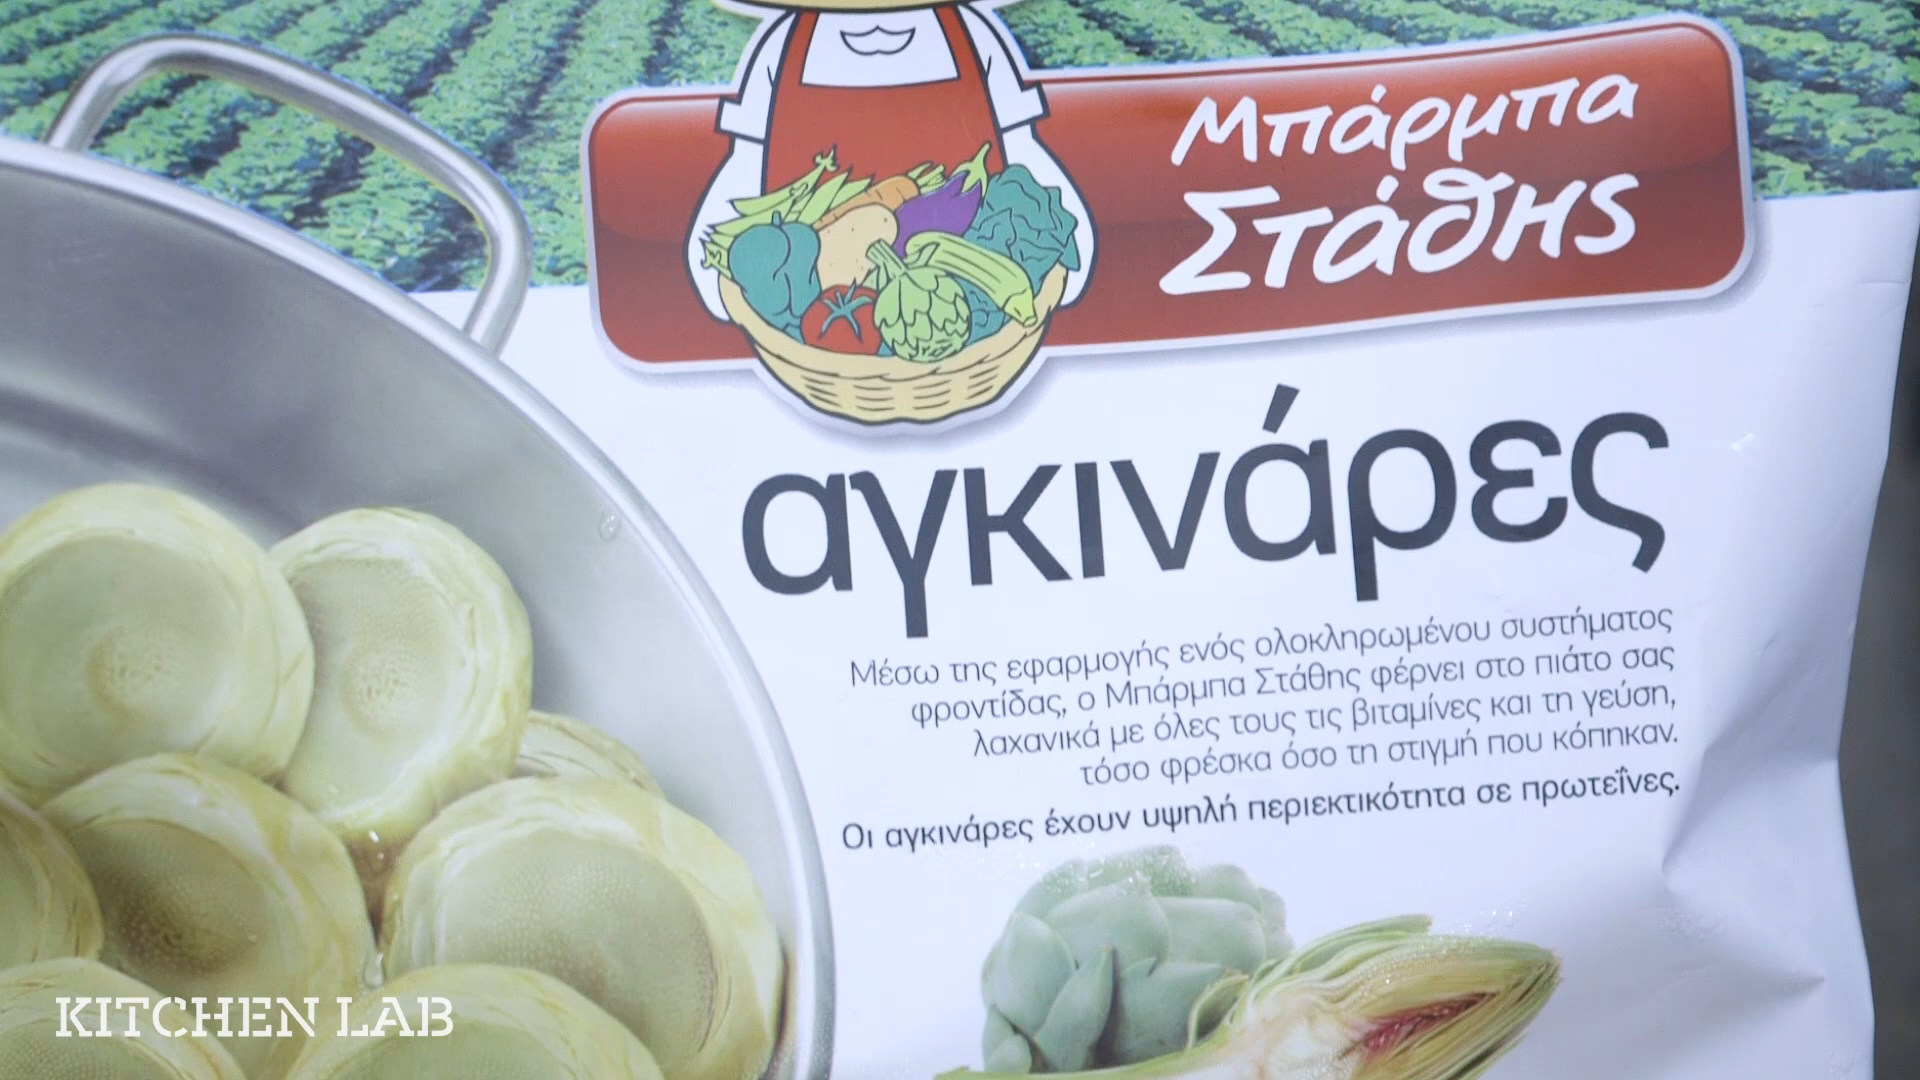 Μπάρμπα
Στάθης
αγκινάρες
Μέσω της εφαρμογής ενός ολοκληρωμένου συστήματος
φροντίδας, ο Μπάρμπα Στάθης φέρνει στο πιάτο σας
λαχανικά με όλες τους τις βιταμίνες και τη γεύση,
τόσο φρέσκα όσο τη στιγμή που κόπηκαν.
Οι αγκινάρες έχουν υψηλή περιεκτικότητα σε πρωτεΐνες.
KITCHEN LAB